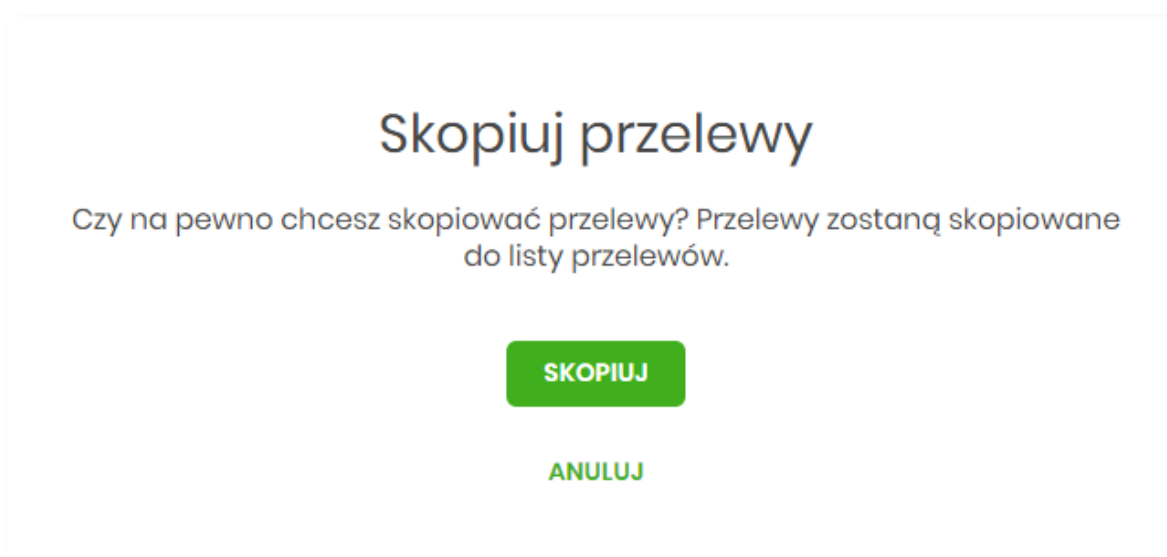 Skopiuj przelewy
Czy na pewno chcesz skopiować przelewy? Przelewy zostaną skopiowane
do listy przelewów.
SKOPIUJ
ANULUJ